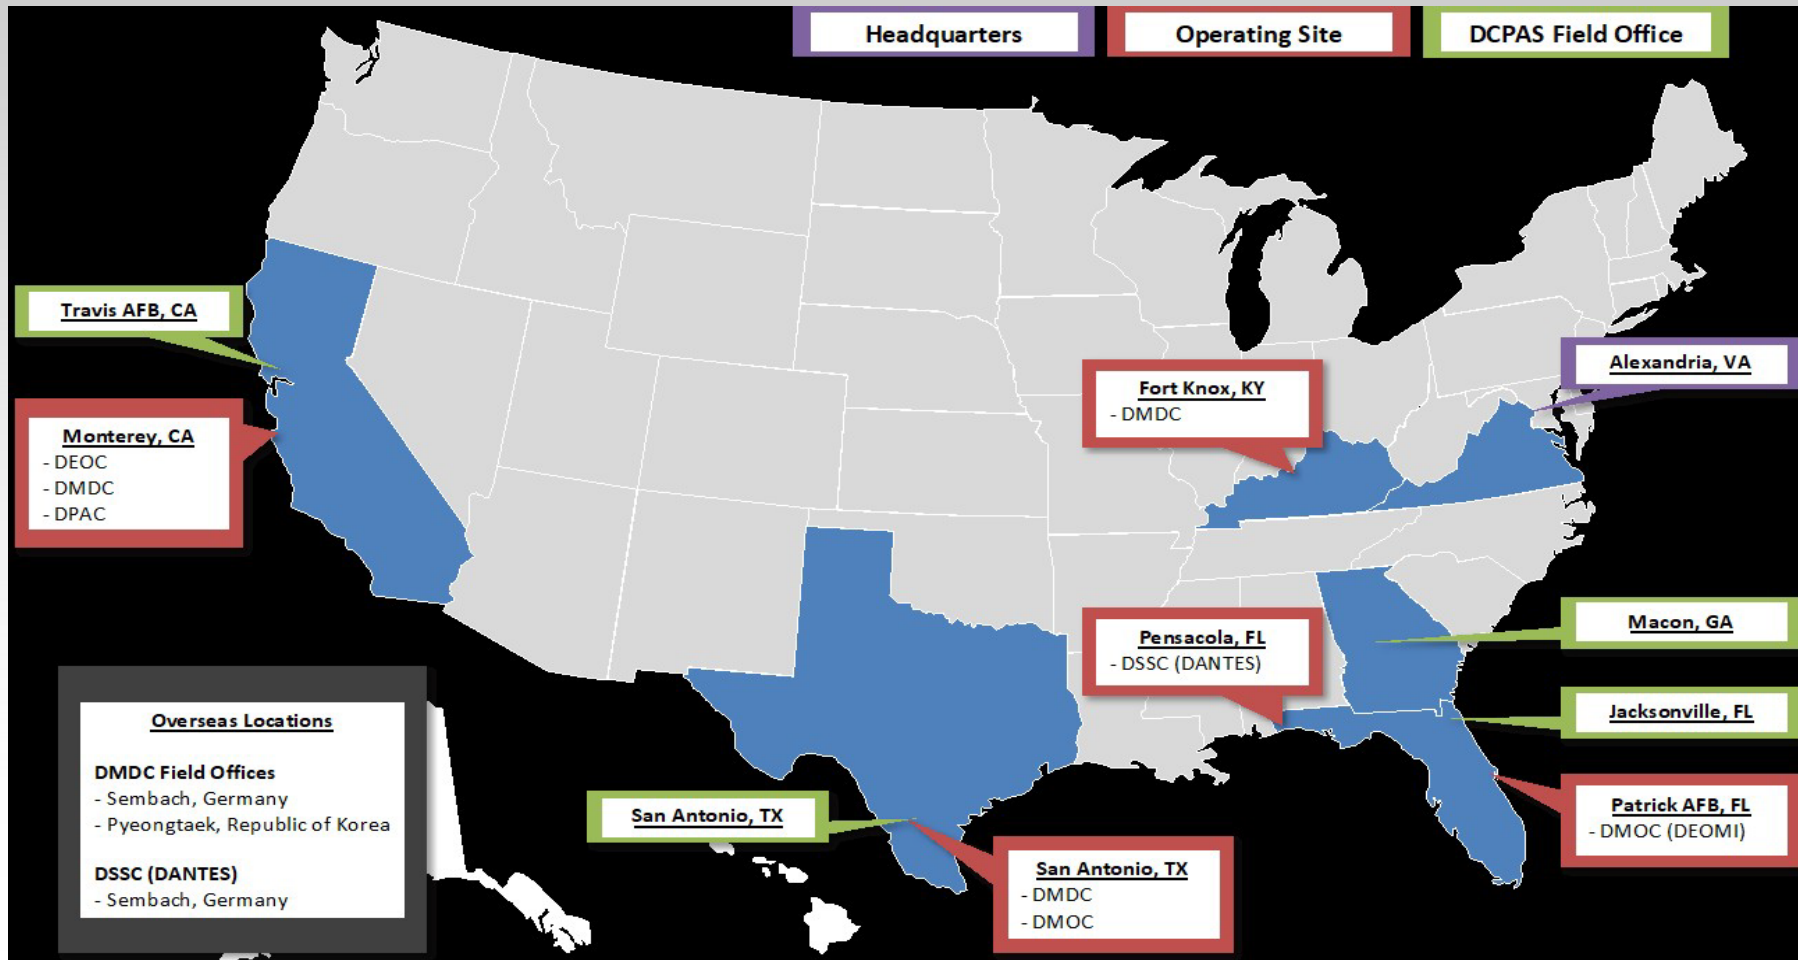 Headquarters
Operating Site
DCPAS Field Office
Travis AFB, CA
Monterey, CA
- DEOC
- DMDC
- DPAC
Fort Knox, KY
- DMDC
Alexandria, VA
Pensacola, FL
- DSSC (DANTES)
Macon, GA
Jacksonville, FL
Patrick AFB, FL
- DMOC (DEOMI)
San Antonio, TX
San Antonio, TX
- DMDC
- DMOC
Overseas Locations
DMDC Field Offices
- Sembach, Germany
- Pyeongtaek, Republic of Korea
DSSC (DANTES)
- Sembach, Germany